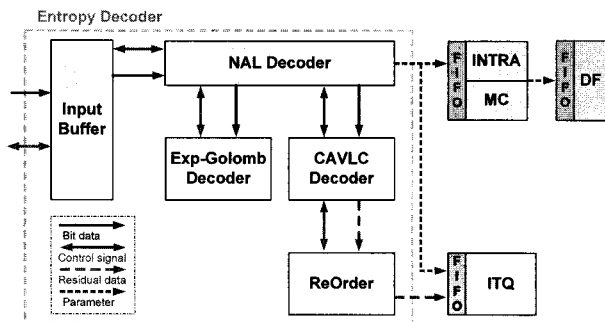 Entropy Decoder
Input
Buffer
NAL Decoder
Exp-Golomb
Decoder
CAVLC
Decoder
ReOrder
FIFO
INTRA
MC
FIFO
DF
FIFO
ITQ
Bit data
Control signal
Residual data
Parameter